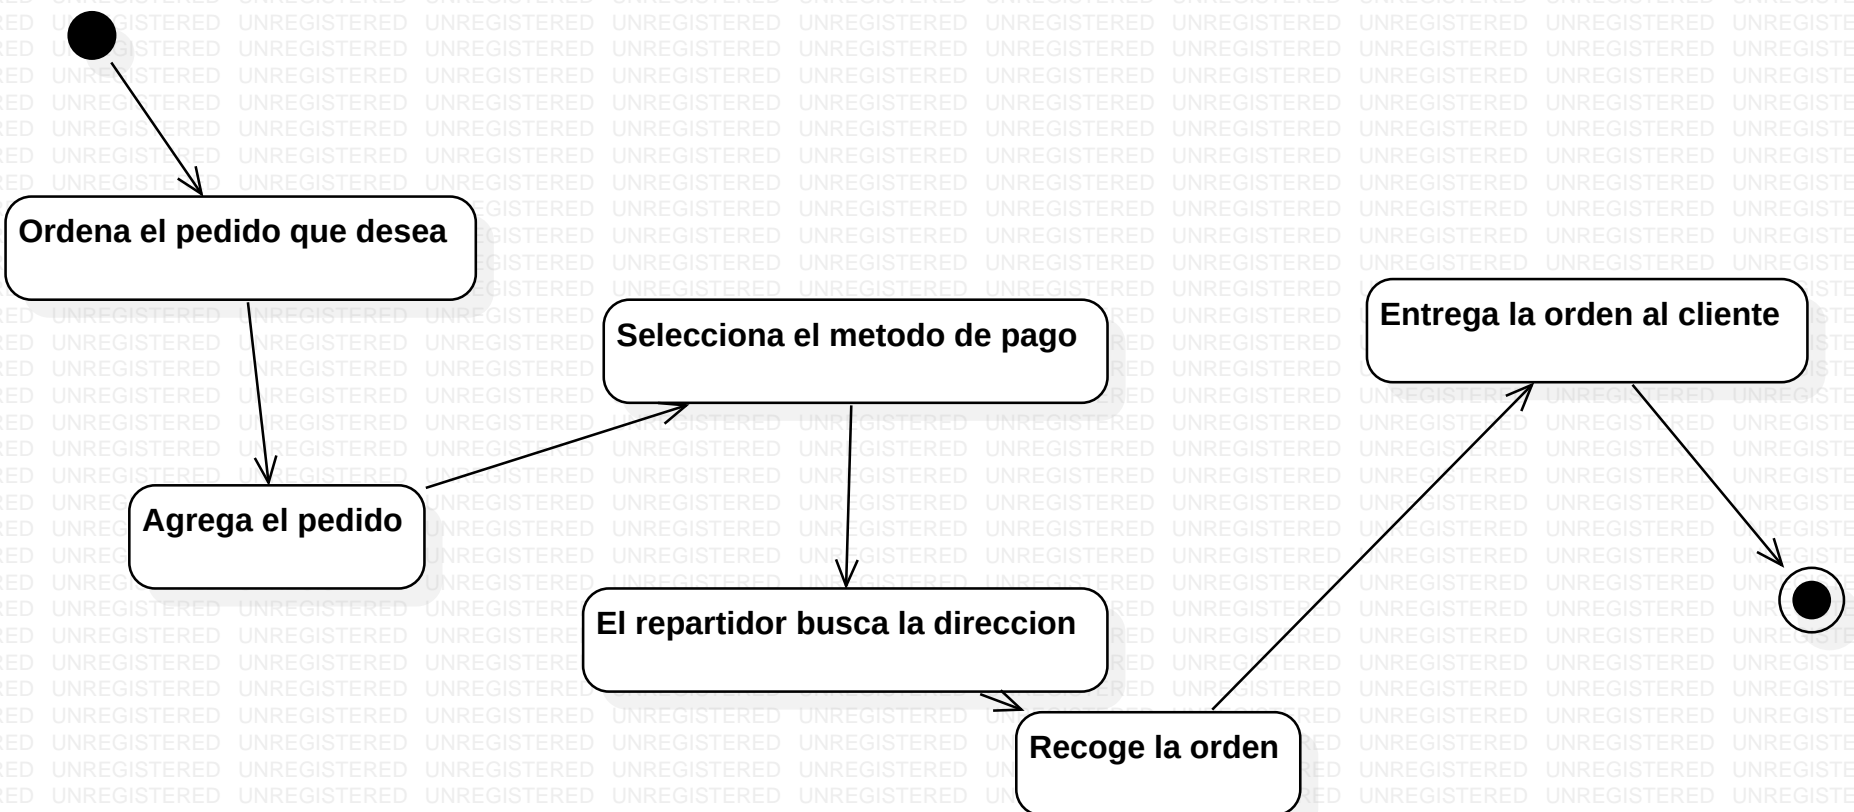 Ordena el pedido que desea
Agrega el pedido
Selecciona el metodo de pago
El repartidor busca la direccion
Recoge la orden
Entrega la orden al cliente
UNREGISTERED